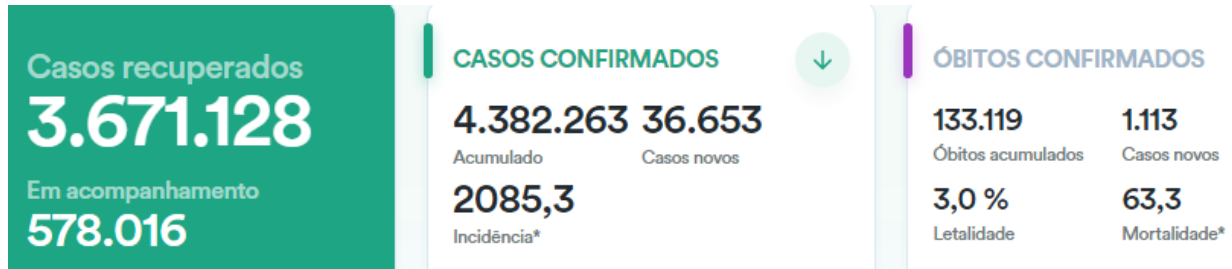 Casos recuperados
3.671.128
Em acompanhamento
578.016
CASOS CONFIRMADOS
4.382.263 36.653
Acumulado Casos novos
2085,3
Incidência*
ÓBITOS CONFIRMADOS
133.119 1.113
Óbitos acumulados Casos novos
3,0 % 63,3
Letalidade Mortalidade*